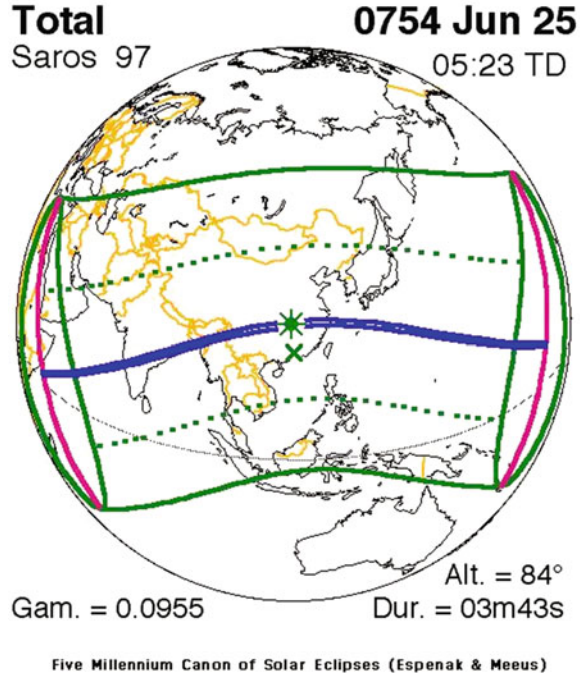 Total 0754 Jun 25
Saros 97 05:23 TD
Alt. = 84°
Gam. = 0.0955 Dur. = 03m43s
Five Millennium Canon of Solar Eclipses (Espenak & Meeus)